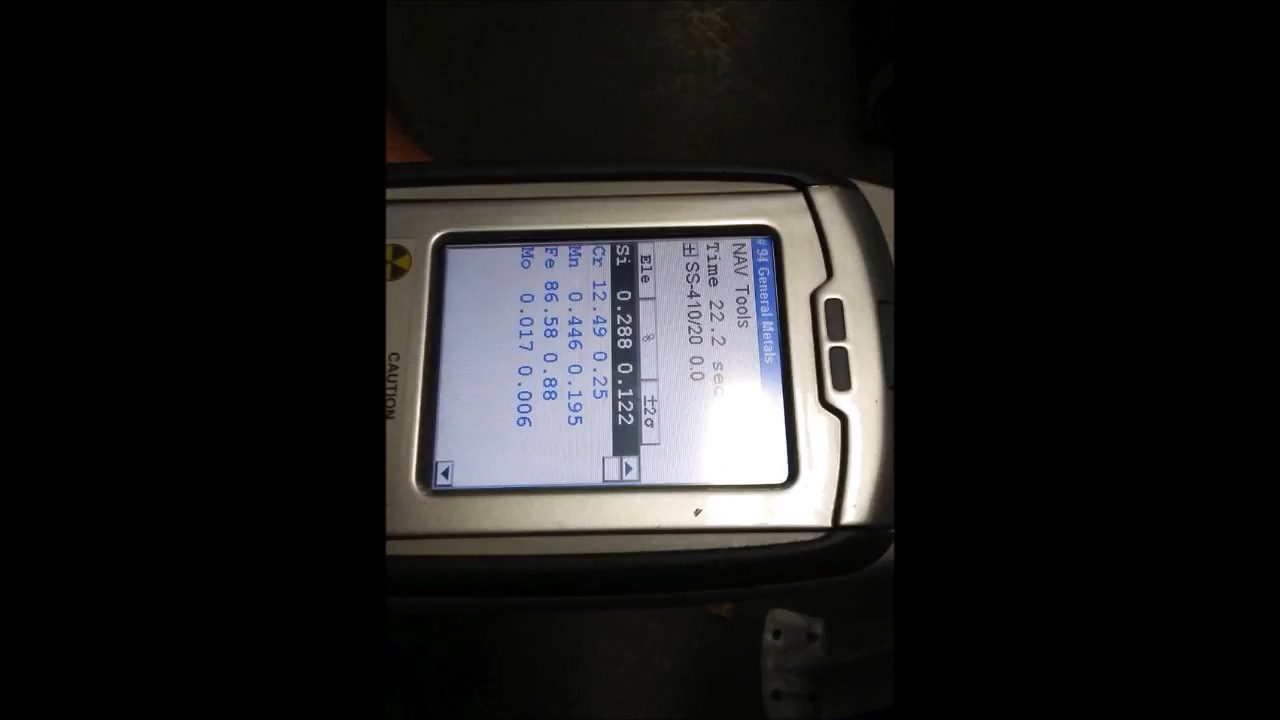 # 94 General Metals
NAV Tools
Time 22.2 sec
+ SS-410/20 0.0
Ele % ±2σ
Si 0.288 0.122
Cr 12.49 0.25
Mn 0.446 0.195
Fe 86.58 0.88
Mo 0.017 0.006
CAUTION